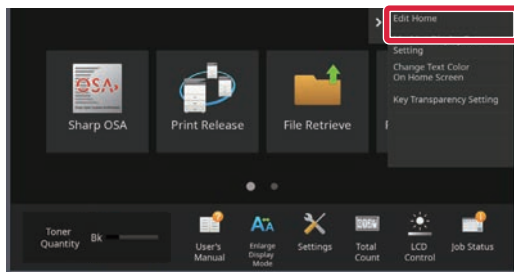 Edit Home
Setting
Change Text Color
On Home Screen
Key Transparency Setting
OSA
Sharp OSA
Print Release
File Retrieve
Toner
Quantity
Bk
User's
Manual
Enlarge
Display
Mode
Settings
Total
Count
LCD
Control
Job Status